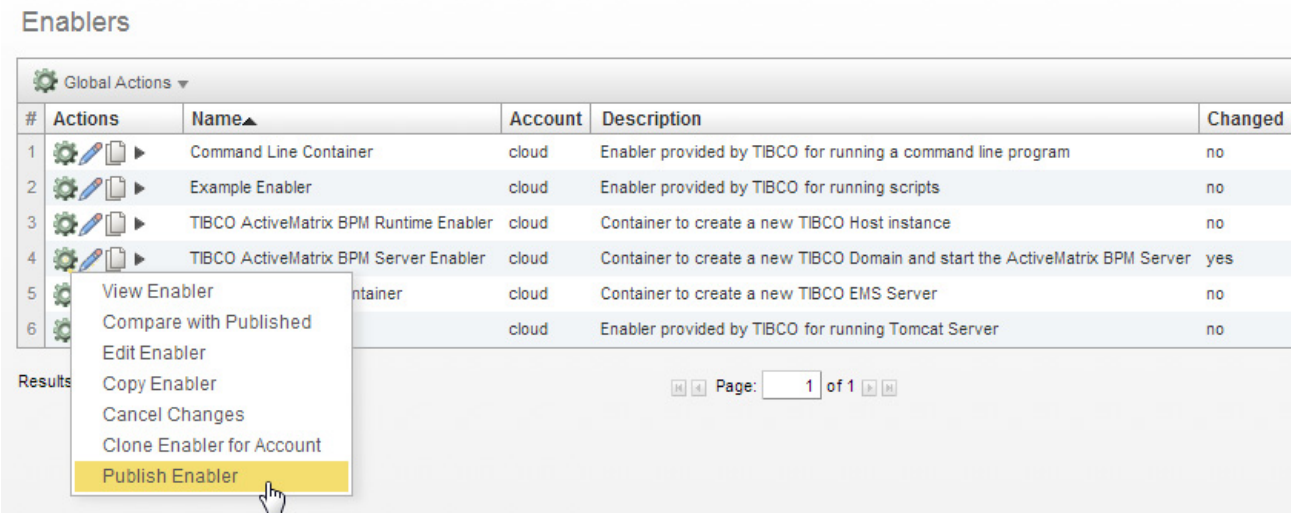 Enablers
Global Actions
# Actions Name Account Description Changed
1 Command Line Container cloud Enabler provided by TIBCO for running a command line program no
2 Example Enabler cloud Enabler provided by TIBCO for running scripts no
3 TIBCO ActiveMatrix BPM Runtime Enabler cloud Container to create a new TIBCO Host instance no
4 TIBCO ActiveMatrix BPM Server Enabler cloud Container to create a new TIBCO Domain and start the ActiveMatrix BPM Server yes
5 ntainer cloud Container to create a new TIBCO EMS Server no
6 cloud Enabler provided by TIBCO for running Tomcat Server no
View Enabler
Compare with Published
Edit Enabler
Copy Enabler
Cancel Changes
Clone Enabler for Account
Publish Enabler
Results Page: 1 of 1